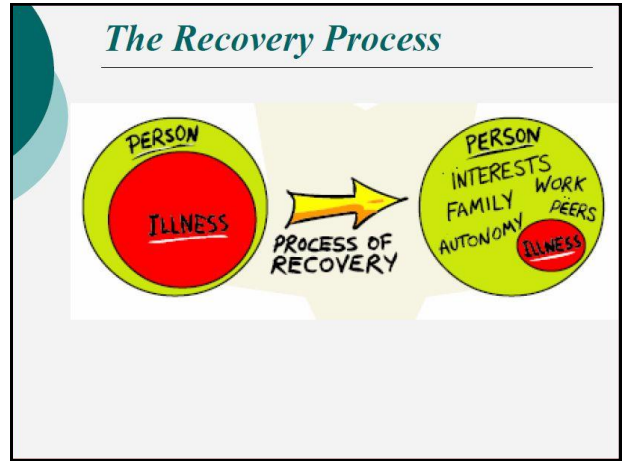 The Recovery Process
PERSON
ILLNESS
PROCESS OF
RECOVERY
PERSON
INTERESTS
WORK
FAMILY
PEERS
AUTONOMY
ILLNESS